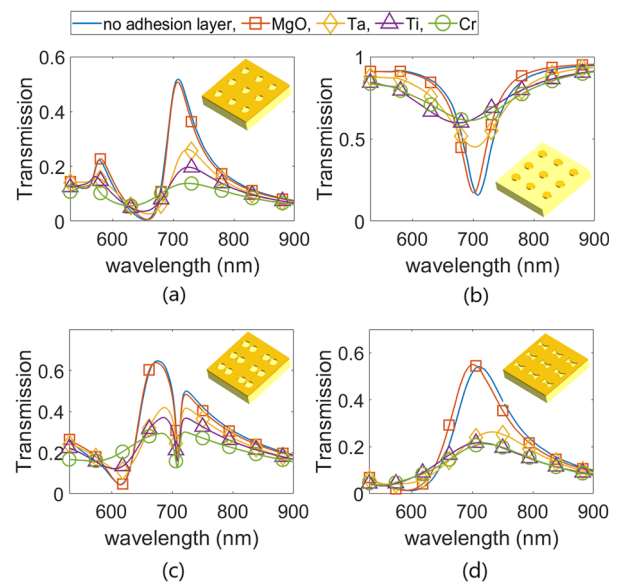 no adhesion layer, MgO, Ta, Ti, Cr
0.6
0.4
0.2
0
Transmission
600 700 800 900
wavelength (nm)
(a)
1
0.5
0
Transmission
600 700 800 900
wavelength (nm)
(b)
0.6
0.4
0.2
0
Transmission
600 700 800 900
wavelength (nm)
(c)
0.6
0.4
0.2
0
Transmission
600 700 800 900
wavelength (nm)
(d)